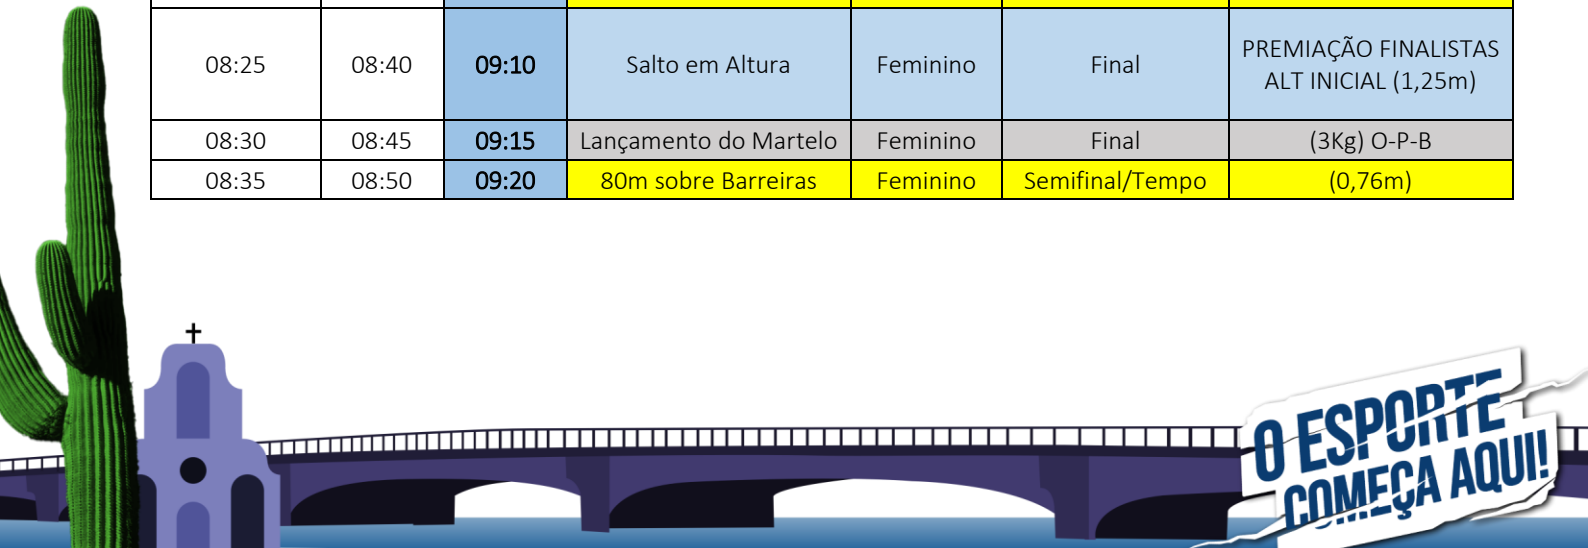 08:25 08:40 09:10 Salto em Altura Feminino Final PREMIAÇÃO FINALISTAS
ALT INICIAL (1,25m)
08:30 08:45 09:15 Lançamento do Martelo Feminino Final (3Kg) O-P-B
08:35 08:50 09:20 80m sobre Barreiras Feminino Semifinal/Tempo (0,76m)
O ESPORTE
COMEÇA AQUI!